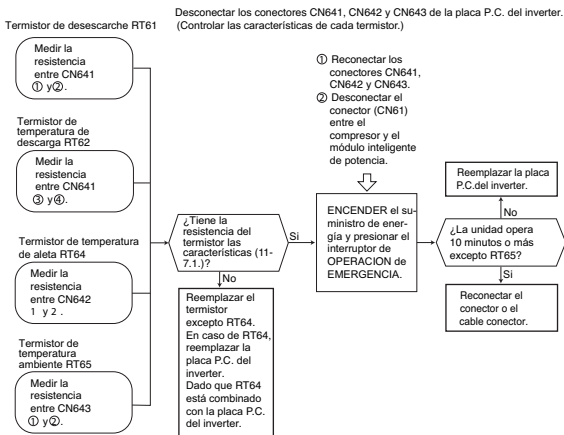 Desconectar los conectores CN641, CN642 y CN643 de la placa P.C. del inverter.
(Controlar las características de cada termistor.)
Termistor de desescarche RT61
Medir la
resistencia
entre CN641
① y②.
Termistor de
temperatura de
descarga RT62
Medir la
resistencia
entre CN641
③ y④.
Termistor de temperatura
de aleta RT64
Medir la
resistencia
entre CN642
1 y 2 .
Termistor de
temperatura
ambiente RT65
Medir la
resistencia
entre CN643
① y②.
¿Tiene la
resistencia del
termistor las
características (11-
7.1.)?
Si
No
Reemplazar el
termistor
excepto RT64.
En caso de RT64,
reemplazar la
placa P.C. del
inverter.
Dado que RT64
está combinado
con la placa P.C.
del inverter.
① Reconectar los
conectores CN641,
CN642 y CN643.
② Desconectar el
conector (CN61)
entre el
compresor y el
módulo inteligente
de potencia.
ENCENDER el su-
ministro de ener-
gía y presionar el
interruptor de
OPERACION de
EMERGENCIA.
Reemplazar la placa
P.C.del inverter.
No
¿La unidad opera
10 minutos o más
excepto RT65?
Si
Reconectar el
conector o el
cable conector.